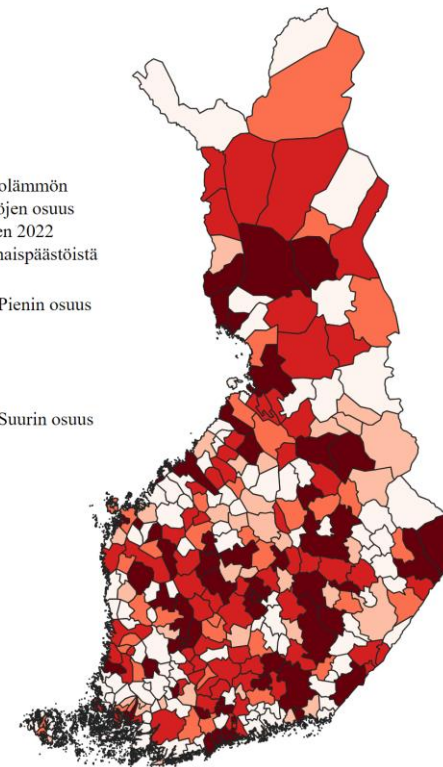 olämmön
öjen osuus
en 2022
naispäästöistä
Pienin osuus
Suurin osuus